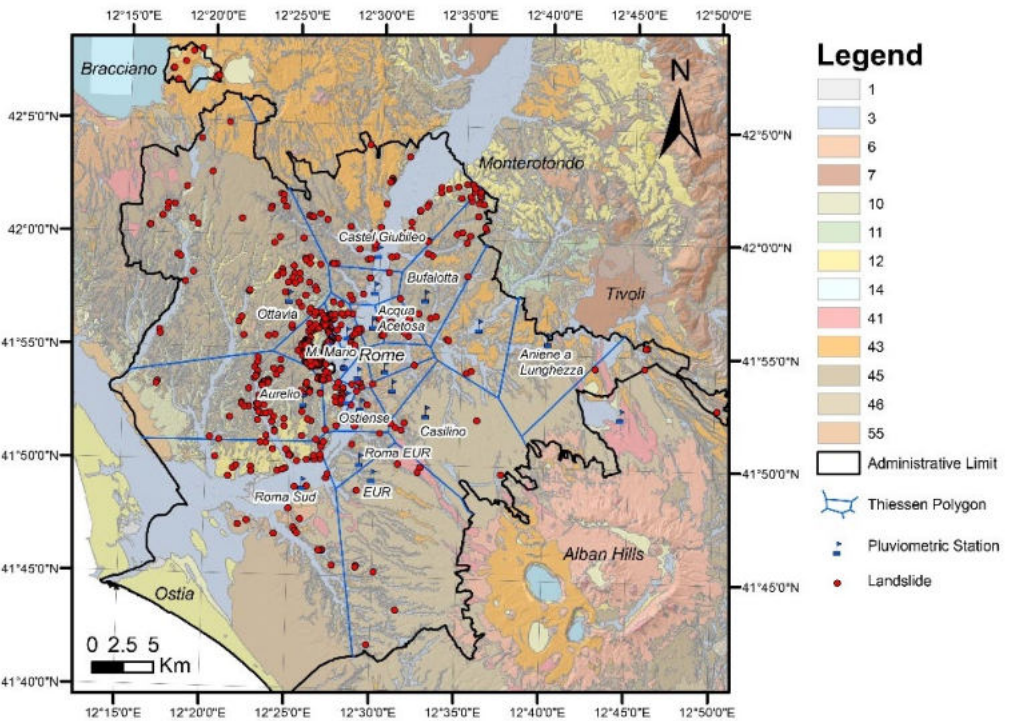 12°15'0"E 12°20'0"E 12°25'0"E 12°30'0"E 12°35'0"E 12°40'0"E 12°45'0"E 12°50'0"E
Bracciano
N
42°5'0"N
42°5'0"N
Monterotondo
42°0'0"N
Castel Giubileo
42°0'0"N
Bufalotta
Tivoli
Ottavia
Acqua
Acetosa
41°55'0"N
M. Mario
Rome
Aniene a
Lunghezza
41°55'0"N
Aurelio
Ostiense
Casilino
41°50'0"N
Roma EUR
41°50'0"N
Roma Sud
EUR
Alban Hills
41°45'0"N
41°45'0"N
Ostia
0 2.5 5
Km
41°40'0"N
12°15'0"E 12°20'0"E 12°25'0"E 12°30'0"E 12°35'0"E 12°40'0"E 12°45'0"E 12°50'0"E
Legend
1
3
6
7
10
11
12
14
41
43
45
46
55
Administrative Limit
Thiessen Polygon
Pluviometric Station
Landslide